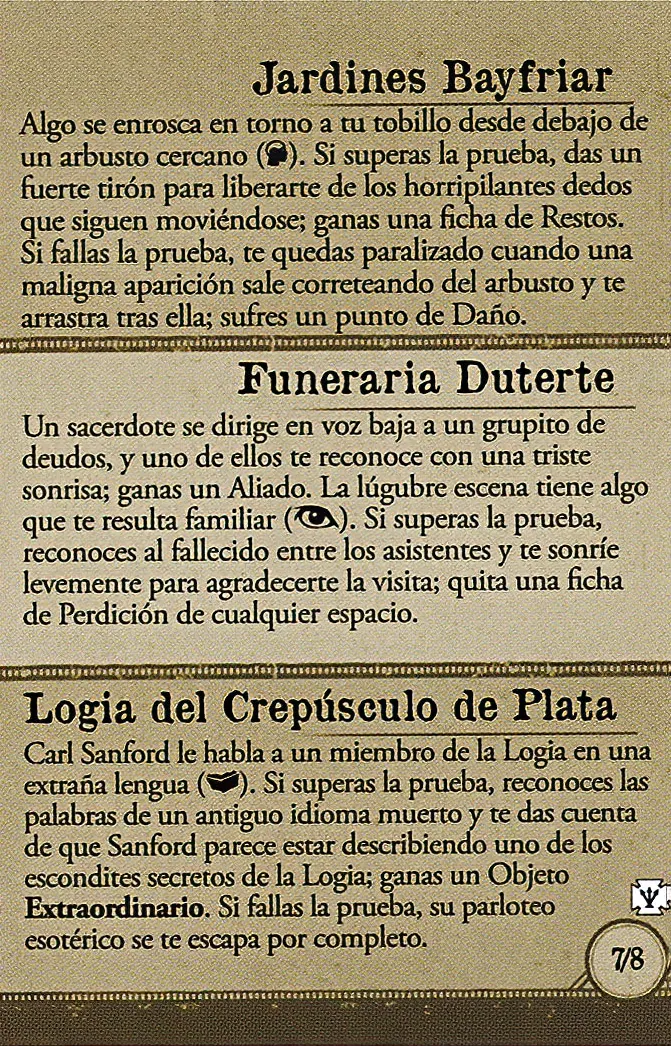 Jardines Bayfriar
Algo se enrosca en torno a tu tobillo desde debajo de
un arbusto cercano (). Si superas la prueba, das un
fuerte tirón para liberarte de los horripilantes dedos
que siguen moviéndose; ganas una ficha de Restos.
Si fallas la prueba, te quedas paralizado cuando una
maligna aparición sale correteando del arbusto y te
arrastra tras ella; sufres un punto de Daño.
Funeraria Duterte
Un sacerdote se dirige en voz baja a un grupito de
deudos, y uno de ellos te reconoce con una triste
sonrisa; ganas un Aliado. La lúgubre escena tiene algo
que te resulta familiar (). Si superas la prueba,
reconoces al fallecido entre los asistentes y te sonríe
levemente para agradecerte la visita; quita una ficha
de Perdición de cualquier espacio.
Logia del Crepúsculo de Plata
Carl Sanford le habla a un miembro de la Logia en una
extraña lengua (). Si superas la prueba, reconoces las
palabras de un antiguo idioma muerto y te das cuenta
de que Sanford parece estar describiendo uno de los
escondites secretos de la Logia; ganas un Objeto
Extraordinario. Si fallas la prueba, su parloteo
esotérico se te escapa por completo.
7/8